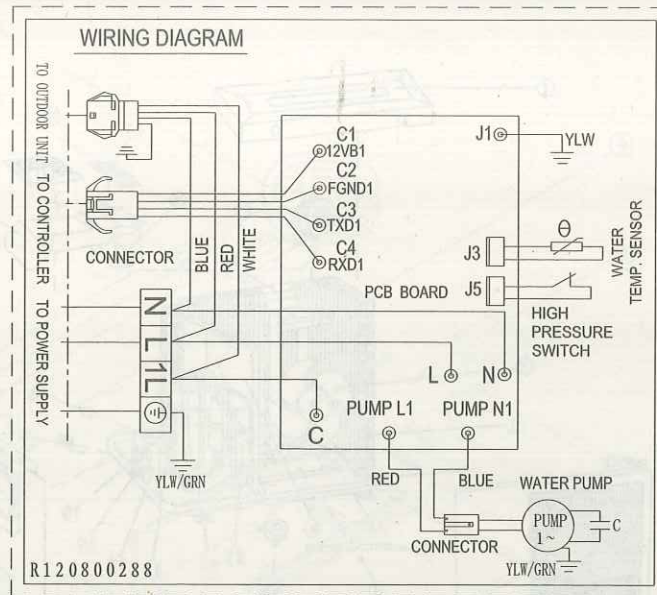 WIRING DIAGRAM
TO OUTDOOR UNIT
TO CONTROLLER
TO POWER SUPPLY
CONNECTOR
BLUE
RED
WHITE
N
L
1L
YLW/GRN
C1
12VB1
C2
FGND1
C3
TXD1
C4
RXD1
J1
YLW
J3
θ
WATER
TEMP. SENSOR
PCB BOARD
J5
HIGH
PRESSURE
SWITCH
L
N
C
PUMP L1
PUMP N1
RED
BLUE
WATER PUMP
CONNECTOR
PUMP
1~
C
YLW/GRN
R120800288